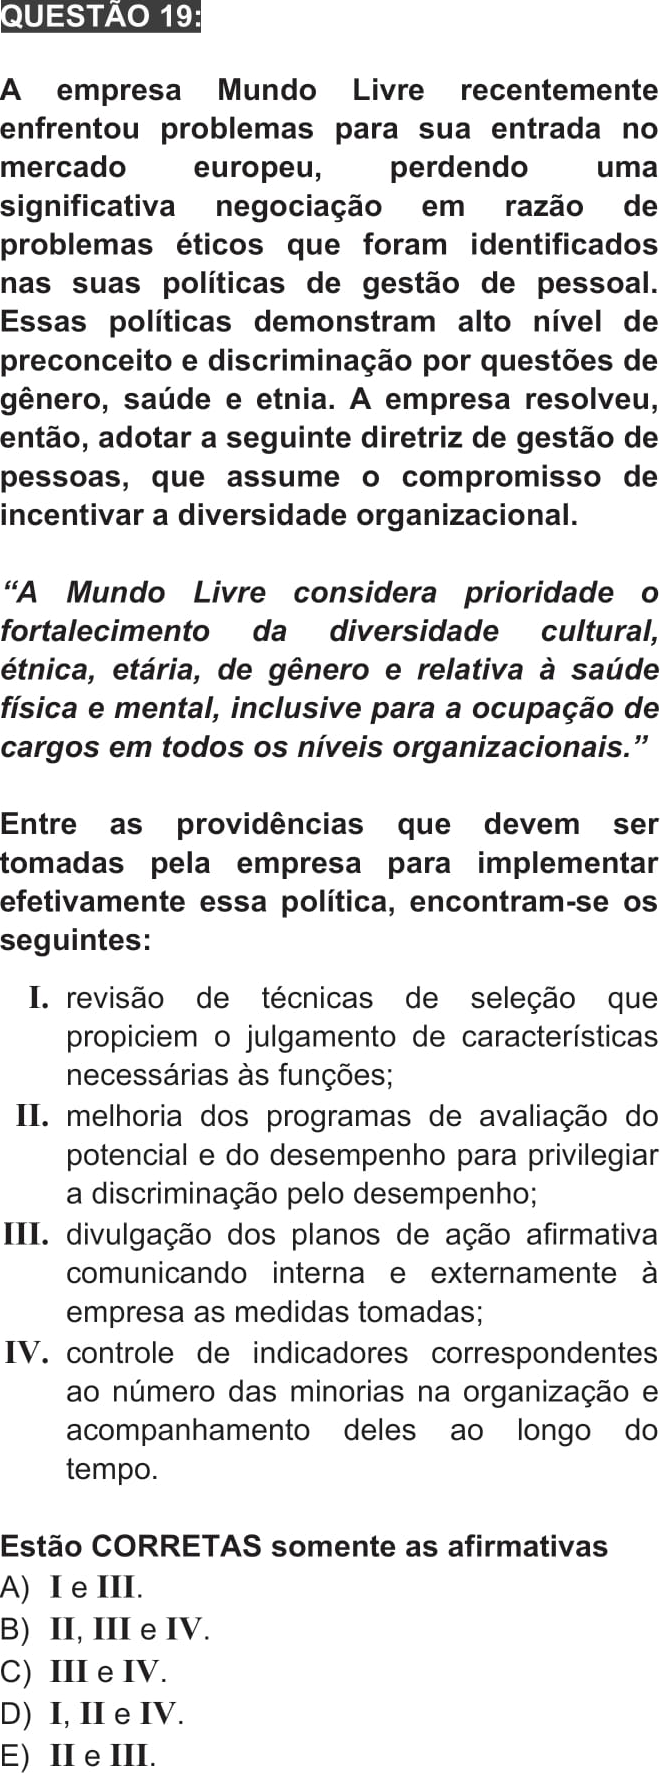 QUESTÃO 19:
A empresa Mundo Livre recentemente
enfrentou problemas para sua entrada no
mercado europeu, perdendo uma
significativa negociação em razão de
problemas éticos que foram identificados
nas suas políticas de gestão de pessoal.
Essas políticas demonstram alto nível de
preconceito e discriminação por questões de
gênero, saúde e etnia. A empresa resolveu,
então, adotar a seguinte diretriz de gestão de
pessoas, que assume o compromisso de
incentivar a diversidade organizacional.
“A Mundo Livre considera prioridade o
fortalecimento da diversidade cultural,
étnica, etária, de gênero e relativa à saúde
física e mental, inclusive para a ocupação de
cargos em todos os níveis organizacionais.”
Entre as providências que devem ser
tomadas pela empresa para implementar
efetivamente essa política, encontram-se os
seguintes:
I. revisão de técnicas de seleção que
propiciem o julgamento de características
necessárias às funções;
II. melhoria dos programas de avaliação do
potencial e do desempenho para privilegiar
a discriminação pelo desempenho;
III. divulgação dos planos de ação afirmativa
comunicando interna e externamente à
empresa as medidas tomadas;
IV. controle de indicadores correspondentes
ao número das minorias na organização e
acompanhamento deles ao longo do
tempo.
Estão CORRETAS somente as afirmativas
A) I e III.
B) II, III e IV.
C) III e IV.
D) I, II e IV.
E) II e III.